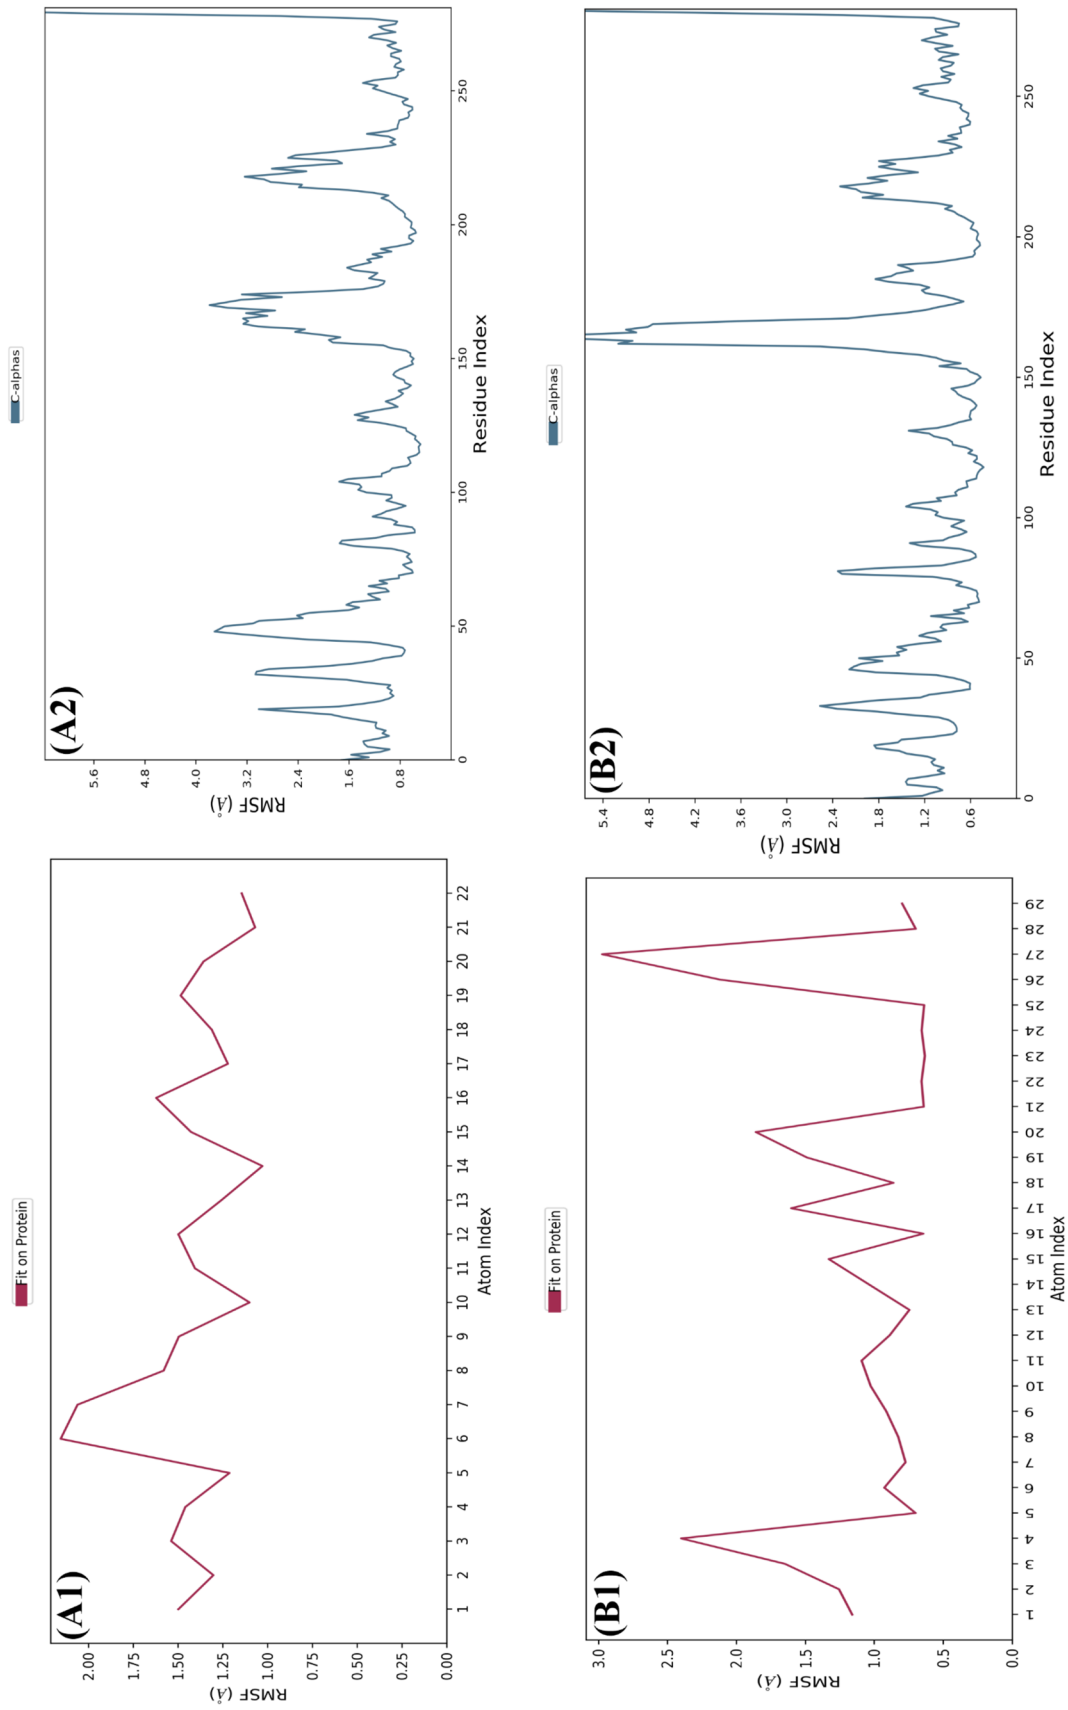 (A1)
Fit on Protein
RMSF (Å)
2.00
1.75
1.50
1.25
1.00
0.75
0.50
0.25
0.00
1 2 3 4 5 6 7 8 9 10 11 12 13 14 15 16 17 18 19 20 21 22
Atom Index
(A2)
C-alphas
RMSF (Å)
5.6
4.8
4.0
3.2
2.4
1.6
0.8
0 50 100 150 200 250
Residue Index
(B1)
Fit on Protein
RMSF (Å)
3.0
2.5
2.0
1.5
1.0
0.5
0.0
1 2 3 4 5 6 7 8 9 10 11 12 13 14 15 16 17 18 19 20 21 22 23 24 25 26 27 28 29
Atom Index
(B2)
C-alphas
RMSF (Å)
5.4
4.8
4.2
3.6
3.0
2.4
1.8
1.2
0.6
0 50 100 150 200 250
Residue Index